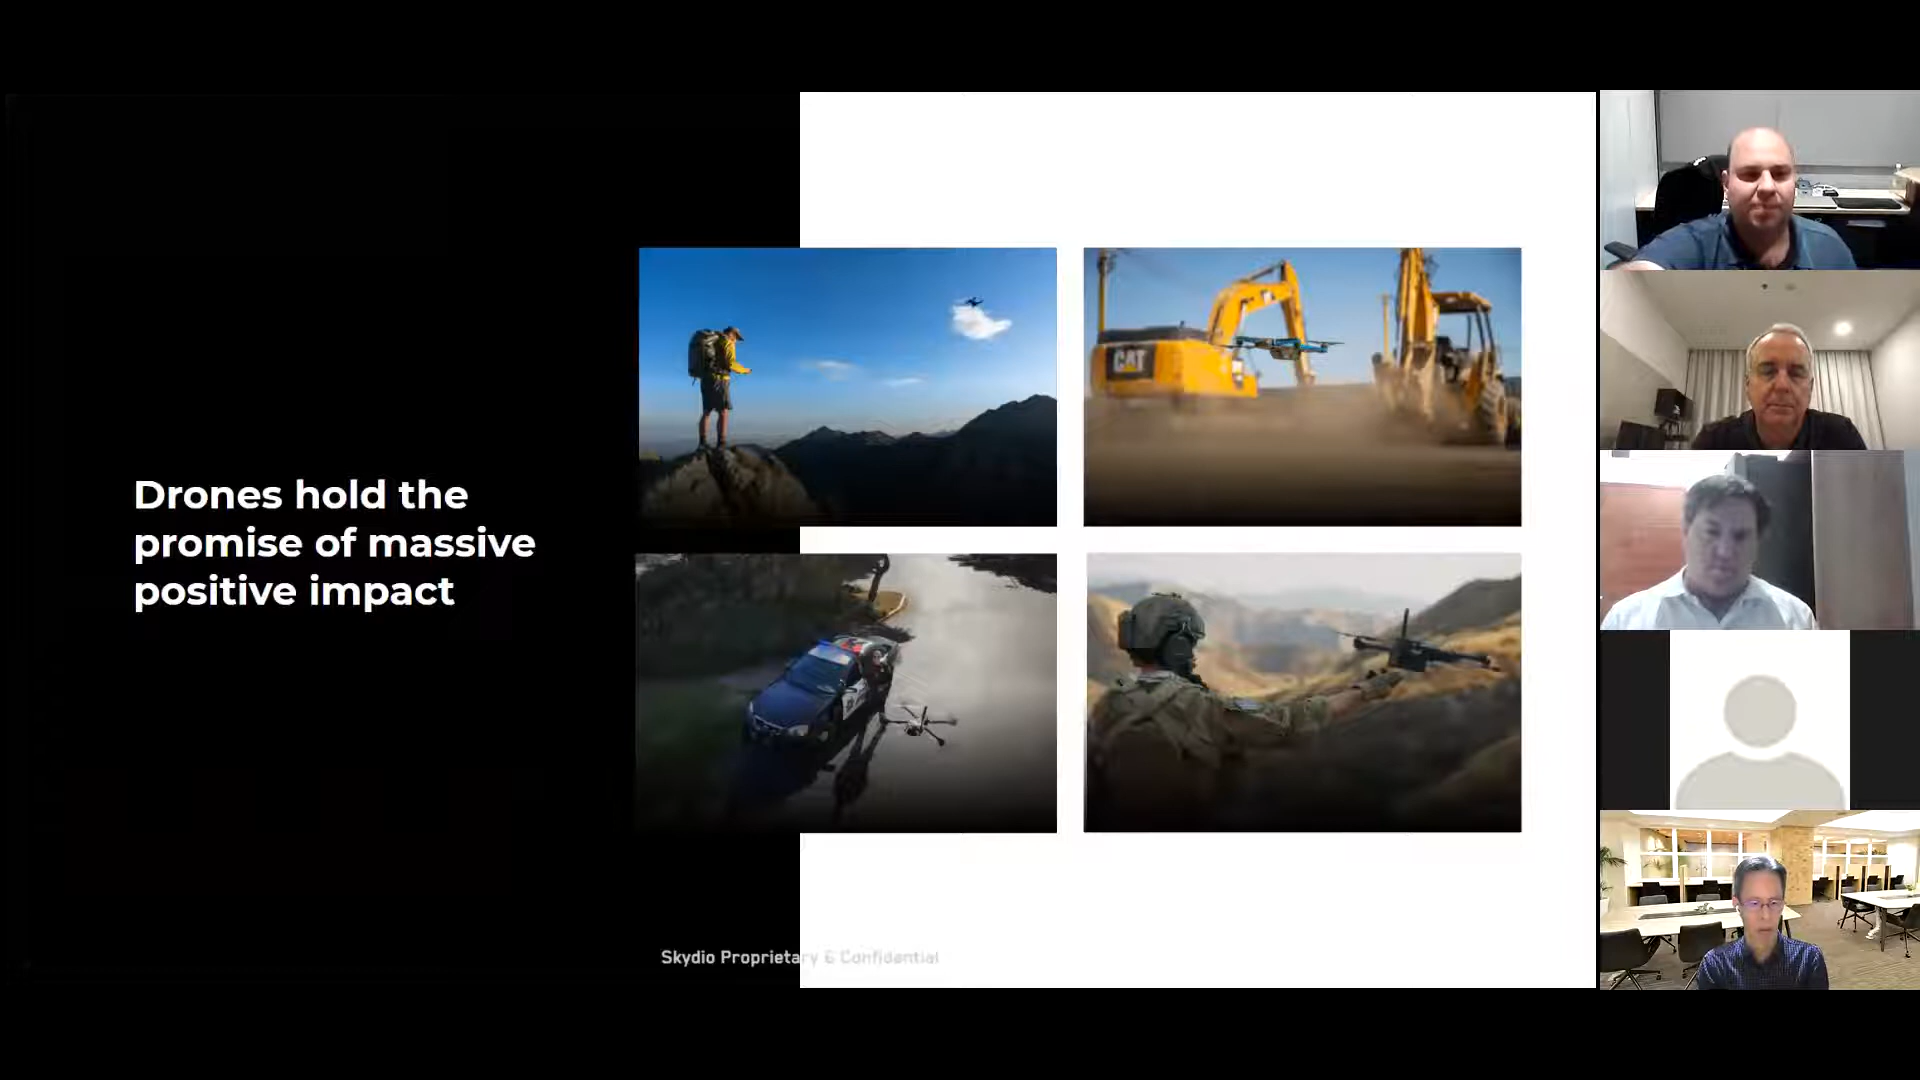 Drones hold the
promise of massive
positive impact
CAT
Skydio Proprietary & Confidential